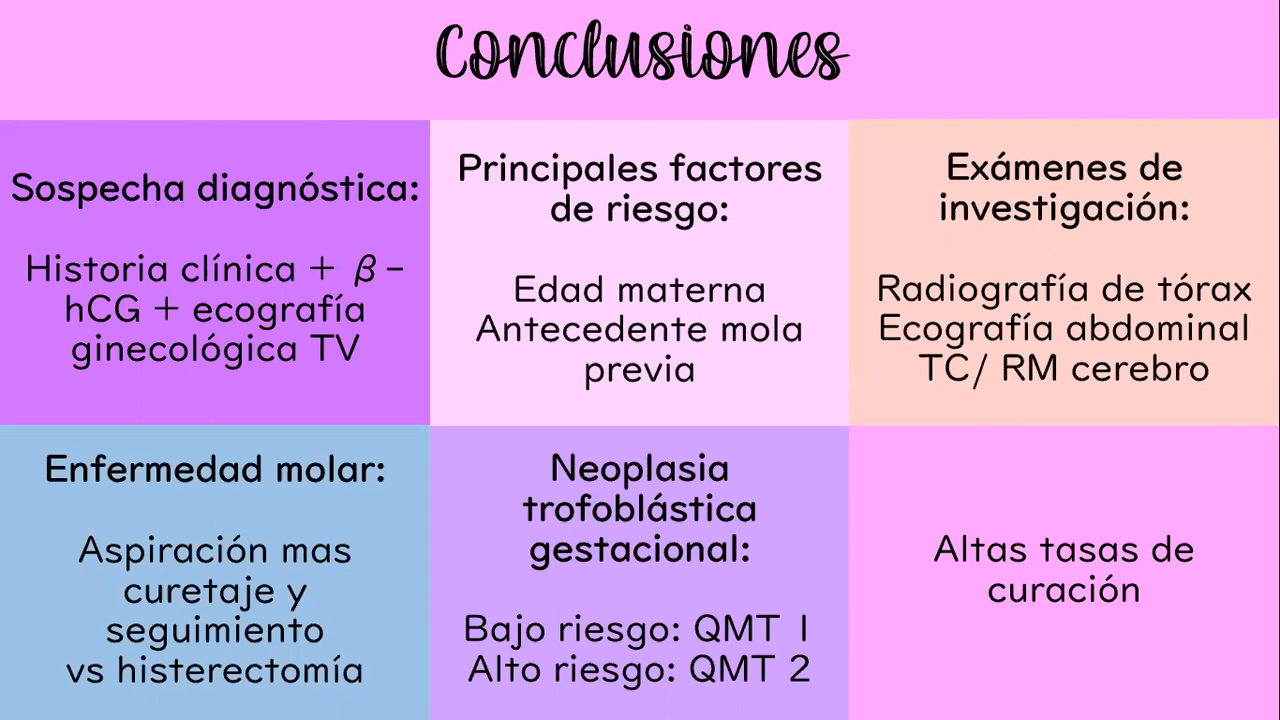 Conclusiones
Sospecha diagnóstica:
Historia clínica + β-
hCG + ecografía
ginecológica TV
Principales factores
de riesgo:
Edad materna
Antecedente mola
previa
Exámenes de
investigación:
Radiografía de tórax
Ecografía abdominal
TC/ RM cerebro
Enfermedad molar:
Aspiración mas
curetaje y
seguimiento
vs histerectomía
Neoplasia
trofoblástica
gestacional:
Bajo riesgo: QMT 1
Alto riesgo: QMT 2
Altas tasas de
curación